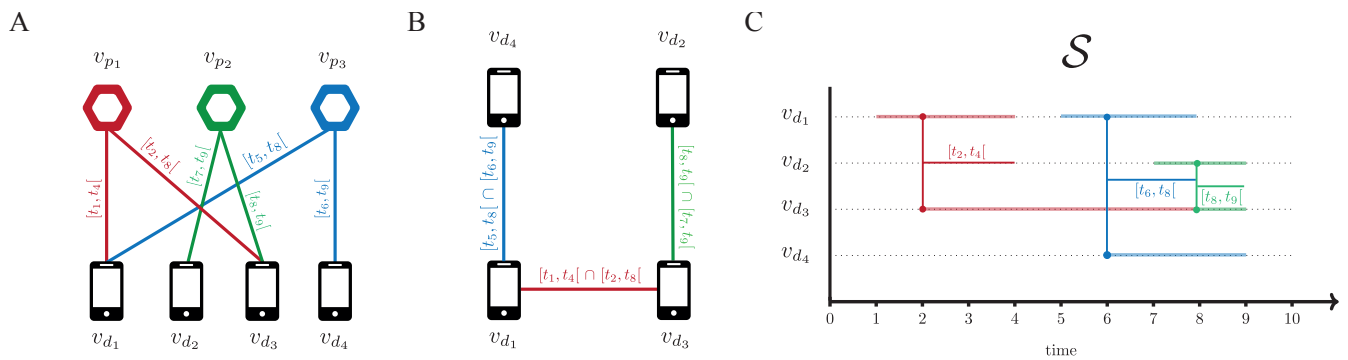 A
v_{p_1} v_{p_2} v_{p_3}
[t_1, t_4[
[t_2, t_8[
[t_7, t_9[
[t_8, t_9[
[t_5, t_8[
[t_6, t_9[
v_{d_1} v_{d_2} v_{d_3} v_{d_4}
B
v_{d_4} v_{d_2}
[t_5, t_8[ ∩ [t_6, t_9[
[t_8, t_9[ ∩ [t_7, t_9[
[t_1, t_4[ ∩ [t_2, t_8[
v_{d_1} v_{d_3}
C
𝒮
v_{d_1}
[t_2, t_4[
v_{d_2}
[t_6, t_8[
[t_8, t_9[
v_{d_3}
v_{d_4}
0 1 2 3 4 5 6 7 8 9 10
time